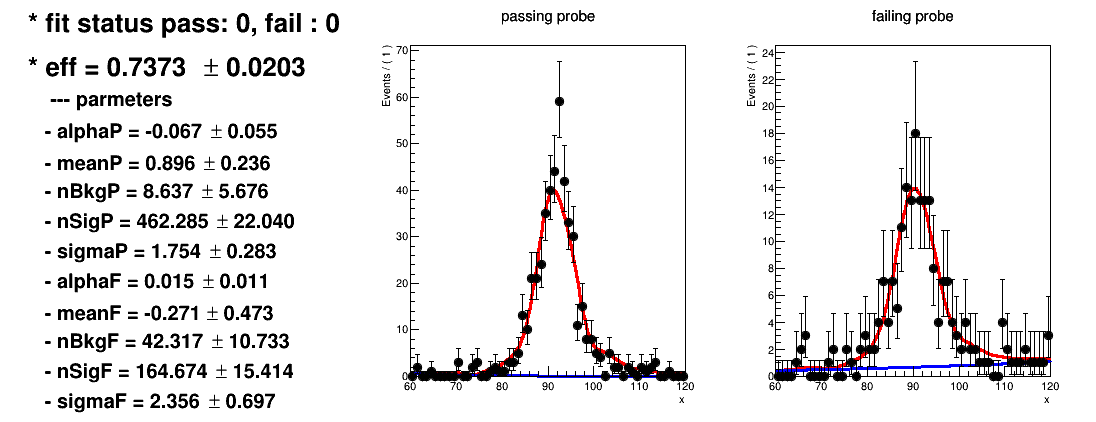 * fit status pass: 0, fail : 0
* eff = 0.7373 ± 0.0203
--- parmeters
- alphaP = -0.067 ± 0.055
- meanP = 0.896 ± 0.236
- nBkgP = 8.637 ± 5.676
- nSigP = 462.285 ± 22.040
- sigmaP = 1.754 ± 0.283
- alphaF = 0.015 ± 0.011
- meanF = -0.271 ± 0.473
- nBkgF = 42.317 ± 10.733
- nSigF = 164.674 ± 15.414
- sigmaF = 2.356 ± 0.697
passing probe
Events / ( 1 )
70
60
50
40
30
20
10
0
60 70 80 90 100 110 120
x
failing probe
Events / ( 1 )
24
22
20
18
16
14
12
10
8
6
4
2
0
60 70 80 90 100 110 120
x